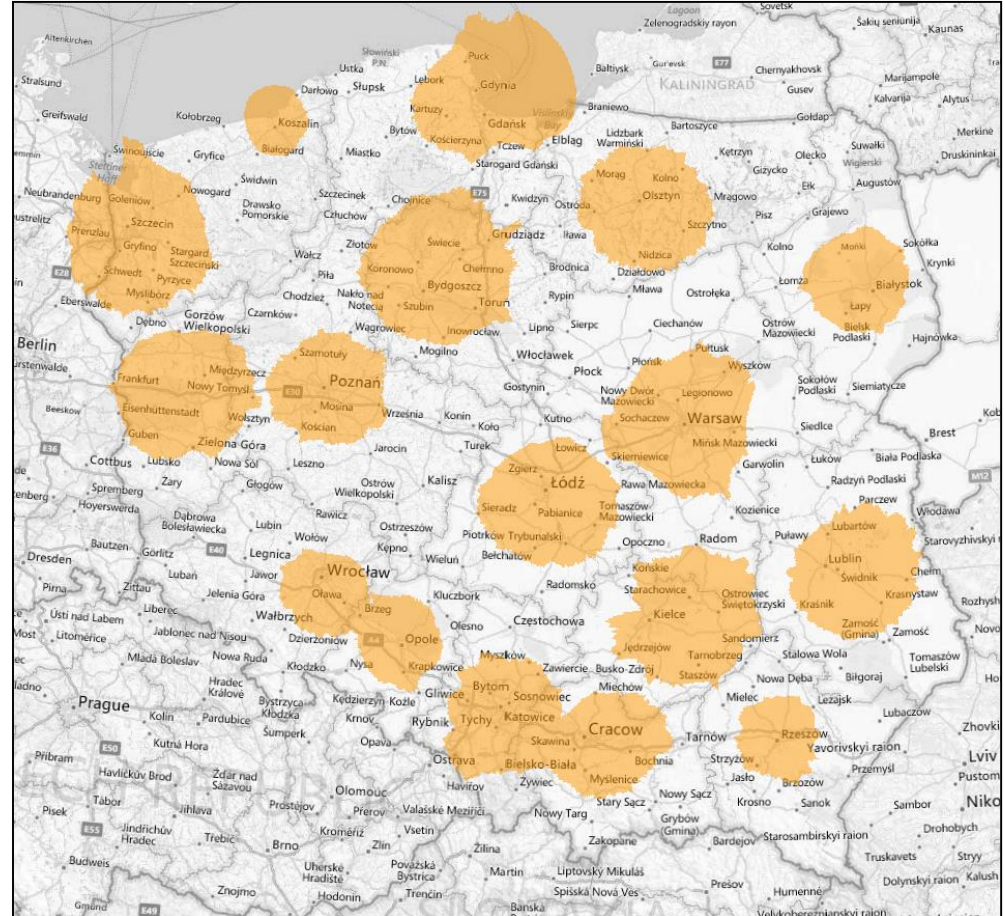 Lagoon
Sovetsk
Zelenogradskiy rayon
Šakių seniunija
Kaunas
Altenkirchen
Puck
Słowiński
P.N.
Ustka
Lębork
Gdynia
Baltiysk
Gur'evsk
E77
Chernyakhovsk
Marijampole
Stralsund
Darłowo
Słupsk
KALININGRAD
Gusev
Kalvarija
Alytus
Greifswald
Kołobrzeg
Koszalin
Kartuzy
Gdańsk
Braniewo
Gołdap
Białogard
Bytów
Kościerzyna
Tczew
Elbląg
Lidzbark
Warmiński
Bartoszyce
Merkinė
Świnoujście
Gryfice
Miastko
Starogard Gdański
Kętrzyn
Olecko
Suwałki
Wigierski
Druskininkai
Świdwin
Morąg
Kolno
Giżycko
Neubrandenburg
Goleniów
Nowogard
Szczecinek
Chojnice
E75
Kwidzyn
Ostróda
Olsztyn
Mrągowo
Ełk
Augustów
Drawsko
Pomorskie
Człuchów
Szczecin
Prenzlau
Gryfino
Stargard
Szczeciński
Wałcz
Złotów
Świecie
Grudziądz
Iława
Szczytno
Pisz
Grajewo
Nidzica
Kolno
Mońki
Sokółka
Krynki
E28
Schwedt
Pyrzyce
Piła
Koronowo
Chełmno
Brodnica
Działdowo
Łomża
Białystok
Myślibórz
Bydgoszcz
Mława
Ostrołęka
Eberswalde
Chodzież
Nakło nad
Notecią
Szubin
Toruń
Rypin
Łapy
Dębno
Gorzów
Wielkopolski
Czarnków
Wągrowiec
Inowrocław
Lipno
Sierpc
Ciechanów
Ostrów
Mazowiecki
Bielsk
Podlaski
Hajnówka
Berlin
Szamotuły
Mogilno
Włocławek
Pułtusk
Międzyrzecz
Płock
Płońsk
Wyszków
Frankfurt
Nowy Tomyśl
E30
Poznań
Gostynin
Nowy Dwór
Mazowiecki
Legionowo
Sokołów
Podlaski
Siemiatycze
Beeskow
Eisenhüttenstadt
Wolsztyn
Mosina
Września
Konin
Koło
Kutno
Sochaczew
Warsaw
Siedlce
Guben
Kościan
Turek
Łowicz
Mińsk Mazowiecki
Brest
E36
Zielona Góra
Jarocin
Skierniewice
Cottbus
Lubsko
Nowa Sól
Leszno
Kalisz
Zgierz
Łódź
Rawa Mazowiecka
Garwolin
Łuków
Biała Podlaska
Żary
Głogów
Ostrów
Wielkopolski
Sieradz
Pabianice
Tomaszów
Mazowiecki
Radzyń Podlaski
M12
Spremberg
Hoyerswerda
Rawicz
Kozienice
Parczew
Włodawa
Dąbrowa
Bolesławiecka
Lubin
Ostrzeszów
Piotrków Trybunalski
Opoczno
Radom
Puławy
Lubartów
Bautzen
Görlitz
E40
Legnica
Wołów
Kępno
Wieluń
Bełchatów
Końskie
Lublin
Dresden
Lubań
Jawor
Wrocław
Kluczbork
Radomsko
Starachowice
Ostrowiec
Świętokrzyski
Świdnik
Chełm
Pirna
Zittau
Jelenia Góra
Oława
Brzeg
Kielce
Kraśnik
Krasnystaw
Ústí nad Labem
Liberec
Wałbrzych
Olesno
Częstochowa
Sandomierz
Zamość
(Gmina)
Zamość
Most
Litoměřice
Jablonec nad Nisou
Dzierżoniów
A4
Opole
Jędrzejów
Tarnobrzeg
Mladá Boleslav
Nowa Ruda
Kłodzko
Nysa
Krapkowice
Myszków
Zawiercie
Busko-Zdrój
Staszów
Stalowa Wola
Tomaszów
Lubelski
Hradec
Králové
Bystrzyca
Kłodzka
Kędzierzyn Koźle
Gliwice
Bytom
Sosnowiec
Miechów
Nowa Dęba
Biłgoraj
Prague
Kolín
Pardubice
Krnov
Rybnik
Tychy
Katowice
Cracow
Mielec
Leżajsk
Lubaczow
Šumperk
Skawina
Tarnów
Rzeszów
Yavorivskyi raion
Kutná Hora
Opava
Ostrava
Bielsko-Biała
Bochnia
Strzyżów
Lviv
Příbram
E50
Havlíčkův Brod
Žďár nad
Sázavou
Olomouc
Havířov
Żywiec
Myślenice
Jasło
Brzozów
Przemyśl
Tábor
Jihlava
Prostějov
Přerov
Valašské Meziříčí
Stary Sącz
Nowy Sącz
Krosno
Sanok
Sambor
Písek
E55
Jindřichův
Hradec
Třebíč
Kroměříž
Vsetín
Nowy Targ
Grybów
(Gmina)
Drohobych
Brno
Zlín
Žilina
Zakopane
Bardejov
Starosambirskyi raion
Budweis
Uherské
Hradiště
Považská
Bystrica
Martin
Liptovský Mikuláš
Truskavets
Stryy
Znojmo
Hodonín
Trenčín
Spišská Nová Ves
Prešov
Humenné
Dolynskyi raion
Kalush
Gmünd
E49
Banska
Velykobereznianskyi raion